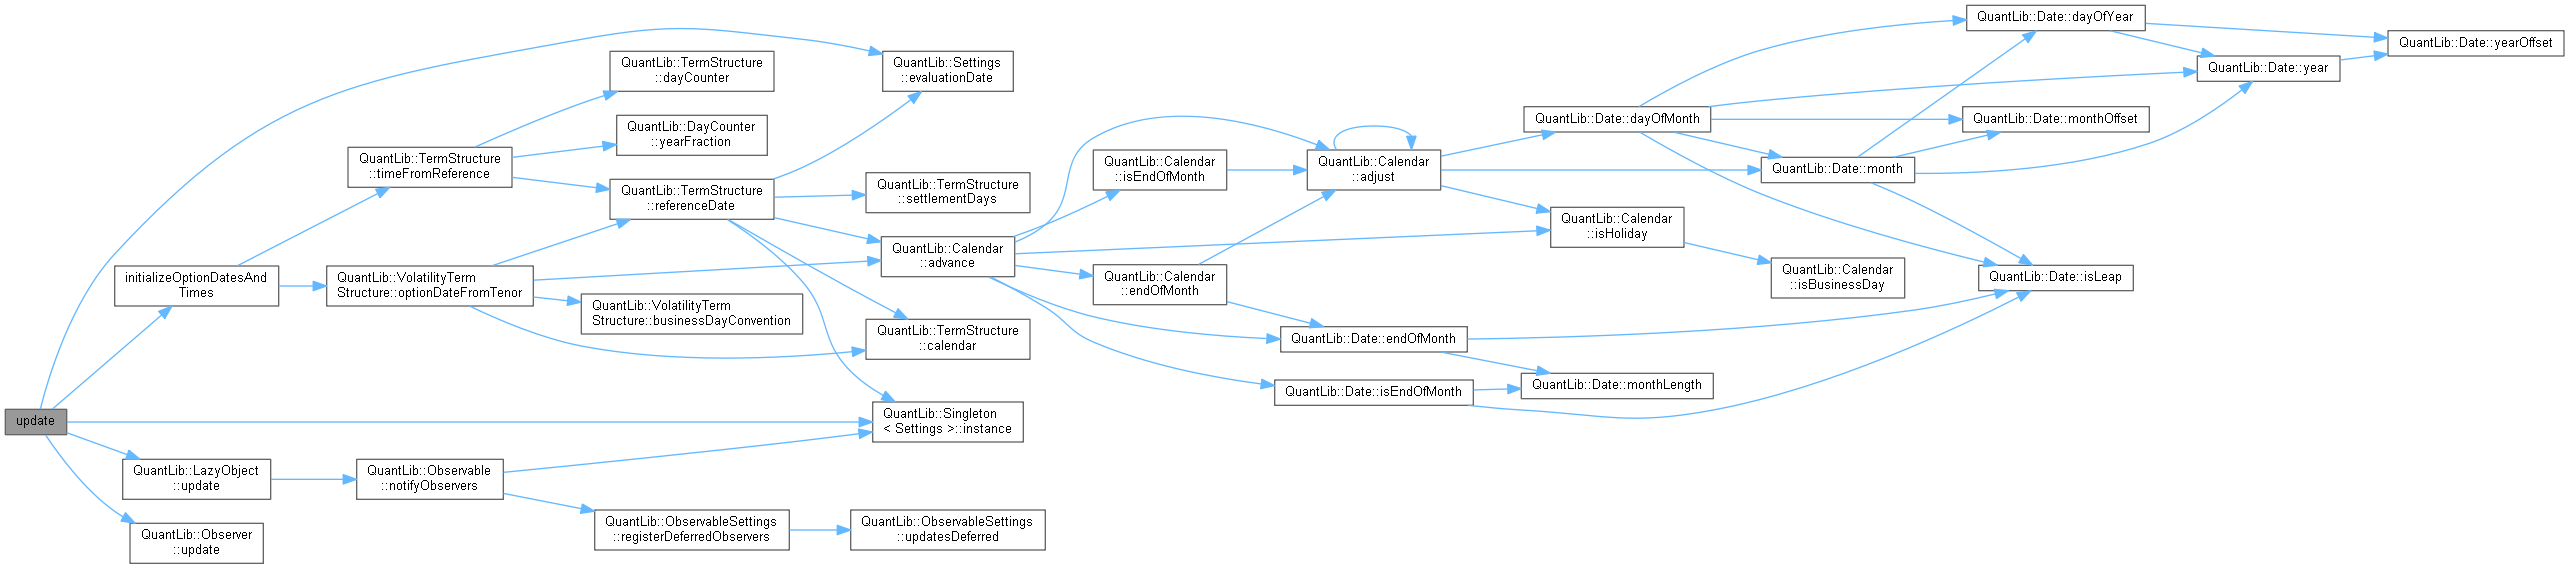 update
initializeOptionDatesAnd
Times
QuantLib::TermStructure
::timeFromReference
QuantLib::TermStructure
::dayCounter
QuantLib::DayCounter
::yearFraction
QuantLib::TermStructure
::referenceDate
QuantLib::Settings
::evaluationDate
QuantLib::TermStructure
::settlementDays
QuantLib::Calendar
::advance
QuantLib::VolatilityTerm
Structure::optionDateFromTenor
QuantLib::VolatilityTerm
Structure::businessDayConvention
QuantLib::TermStructure
::calendar
QuantLib::Singleton
< Settings >::instance
QuantLib::LazyObject
::update
QuantLib::Observable
::notifyObservers
QuantLib::ObservableSettings
::registerDeferredObservers
QuantLib::ObservableSettings
::updatesDeferred
QuantLib::Observer
::update
QuantLib::Calendar
::isEndOfMonth
QuantLib::Calendar
::endOfMonth
QuantLib::Calendar
::adjust
QuantLib::Date::endOfMonth
QuantLib::Date::isEndOfMonth
QuantLib::Date::dayOfMonth
QuantLib::Calendar
::isHoliday
QuantLib::Date::monthLength
QuantLib::Date::month
QuantLib::Calendar
::isBusinessDay
QuantLib::Date::dayOfYear
QuantLib::Date::monthOffset
QuantLib::Date::isLeap
QuantLib::Date::year
QuantLib::Date::yearOffset